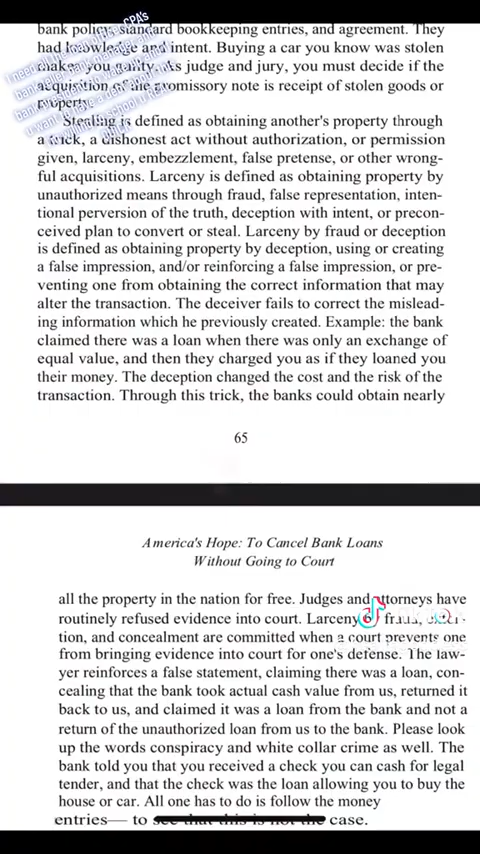 bank policy, standard bookkeeping entries, and agreement. They
had knowledge and intent. Buying a car you know was stolen
makes you guilty. As judge and jury, you must decide if the
acquisition of the promissory note is receipt of stolen goods or
property.
Stealing is defined as obtaining another's property through
a trick, a dishonest act without authorization, or permission
given, larceny, embezzlement, false pretense, or other wrong-
ful acquisitions. Larceny is defined as obtaining property by
unauthorized means through fraud, false representation, inten-
tional perversion of the truth, deception with intent, or precon-
ceived plan to convert or steal. Larceny by fraud or deception
is defined as obtaining property by deception, using or creating
a false impression, and/or reinforcing a false impression, or pre-
venting one from obtaining the correct information that may
alter the transaction. The deceiver fails to correct the mislead-
ing information which he previously created. Example: the bank
claimed there was a loan when there was only an exchange of
equal value, and then they charged you as if they loaned you
their money. The deception changed the cost and the risk of the
transaction. Through this trick, the banks could obtain nearly
65
America's Hope: To Cancel Bank Loans
Without Going to Court
all the property in the nation for free. Judges and attorneys have
routinely refused evidence into court. Larceny fraud,
tion, and concealment are committed when a court prevents one
from bringing evidence into court for one's defense. The law-
yer reinforces a false statement, claiming there was a loan, con-
cealing that the bank took actual cash value from us, returned it
back to us, and claimed it was a loan from the bank and not a
return of the unauthorized loan from us to the bank. Please look
up the words conspiracy and white collar crime as well. The
bank told you that you received a check you can cash for legal
tender, and that the check was the loan allowing you to buy the
house or car. All one has to do is follow the money
entries— to see that this is not the case.